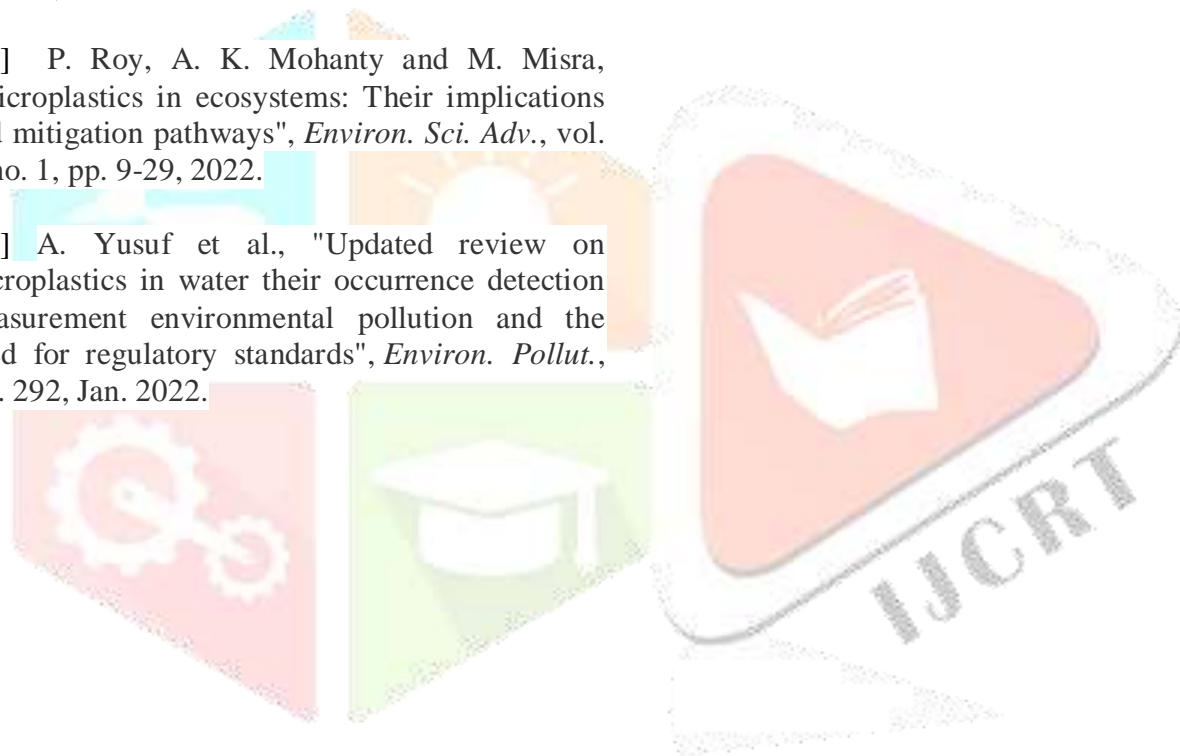 ] P. Roy, A. K. Mohanty and M. Misra,
icroplastics in ecosystems: Their implications
l mitigation pathways", Environ. Sci. Adv., vol.
no. 1, pp. 9-29, 2022.
] A. Yusuf et al., "Updated review on
croplastics in water their occurrence detection
asurement environmental pollution and the
d for regulatory standards", Environ. Pollut.,
. 292, Jan. 2022.
IJCRT